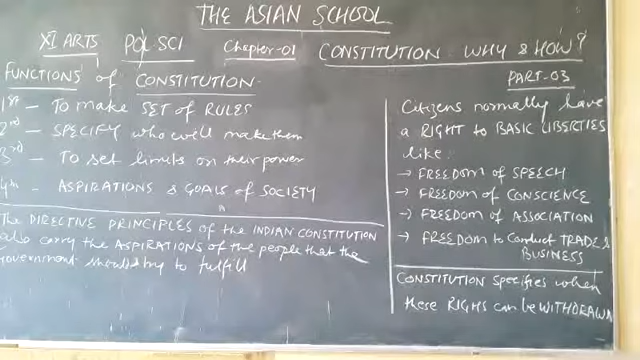 THE ASIAN SCHOOL
XI ARTS POL SCI Chapter-01 CONSTITUTION WHY & HOW?
PART-03
FUNCTIONS of CONSTITUTION
1st - To make SET of RULES
2nd - SPECIFY who will make them
3rd - To set limits on their power
4th - ASPIRATIONS & GOALS of SOCIETY
The DIRECTIVE PRINCIPLES of the INDIAN CONSTITUTION
also carry the ASPIRATIONS of the people that the
government should try to fulfill
Citizens normally have
a RIGHT to BASIC LIBERTIES
like:
→ FREEDOM of SPEECH
→ FREEDOM of CONSCIENCE
→ FREEDOM of ASSOCIATION
→ FREEDOM to Conduct TRADE &
BUSINESS
CONSTITUTION specifies when
these RIGHTS can be WITHDRAWN